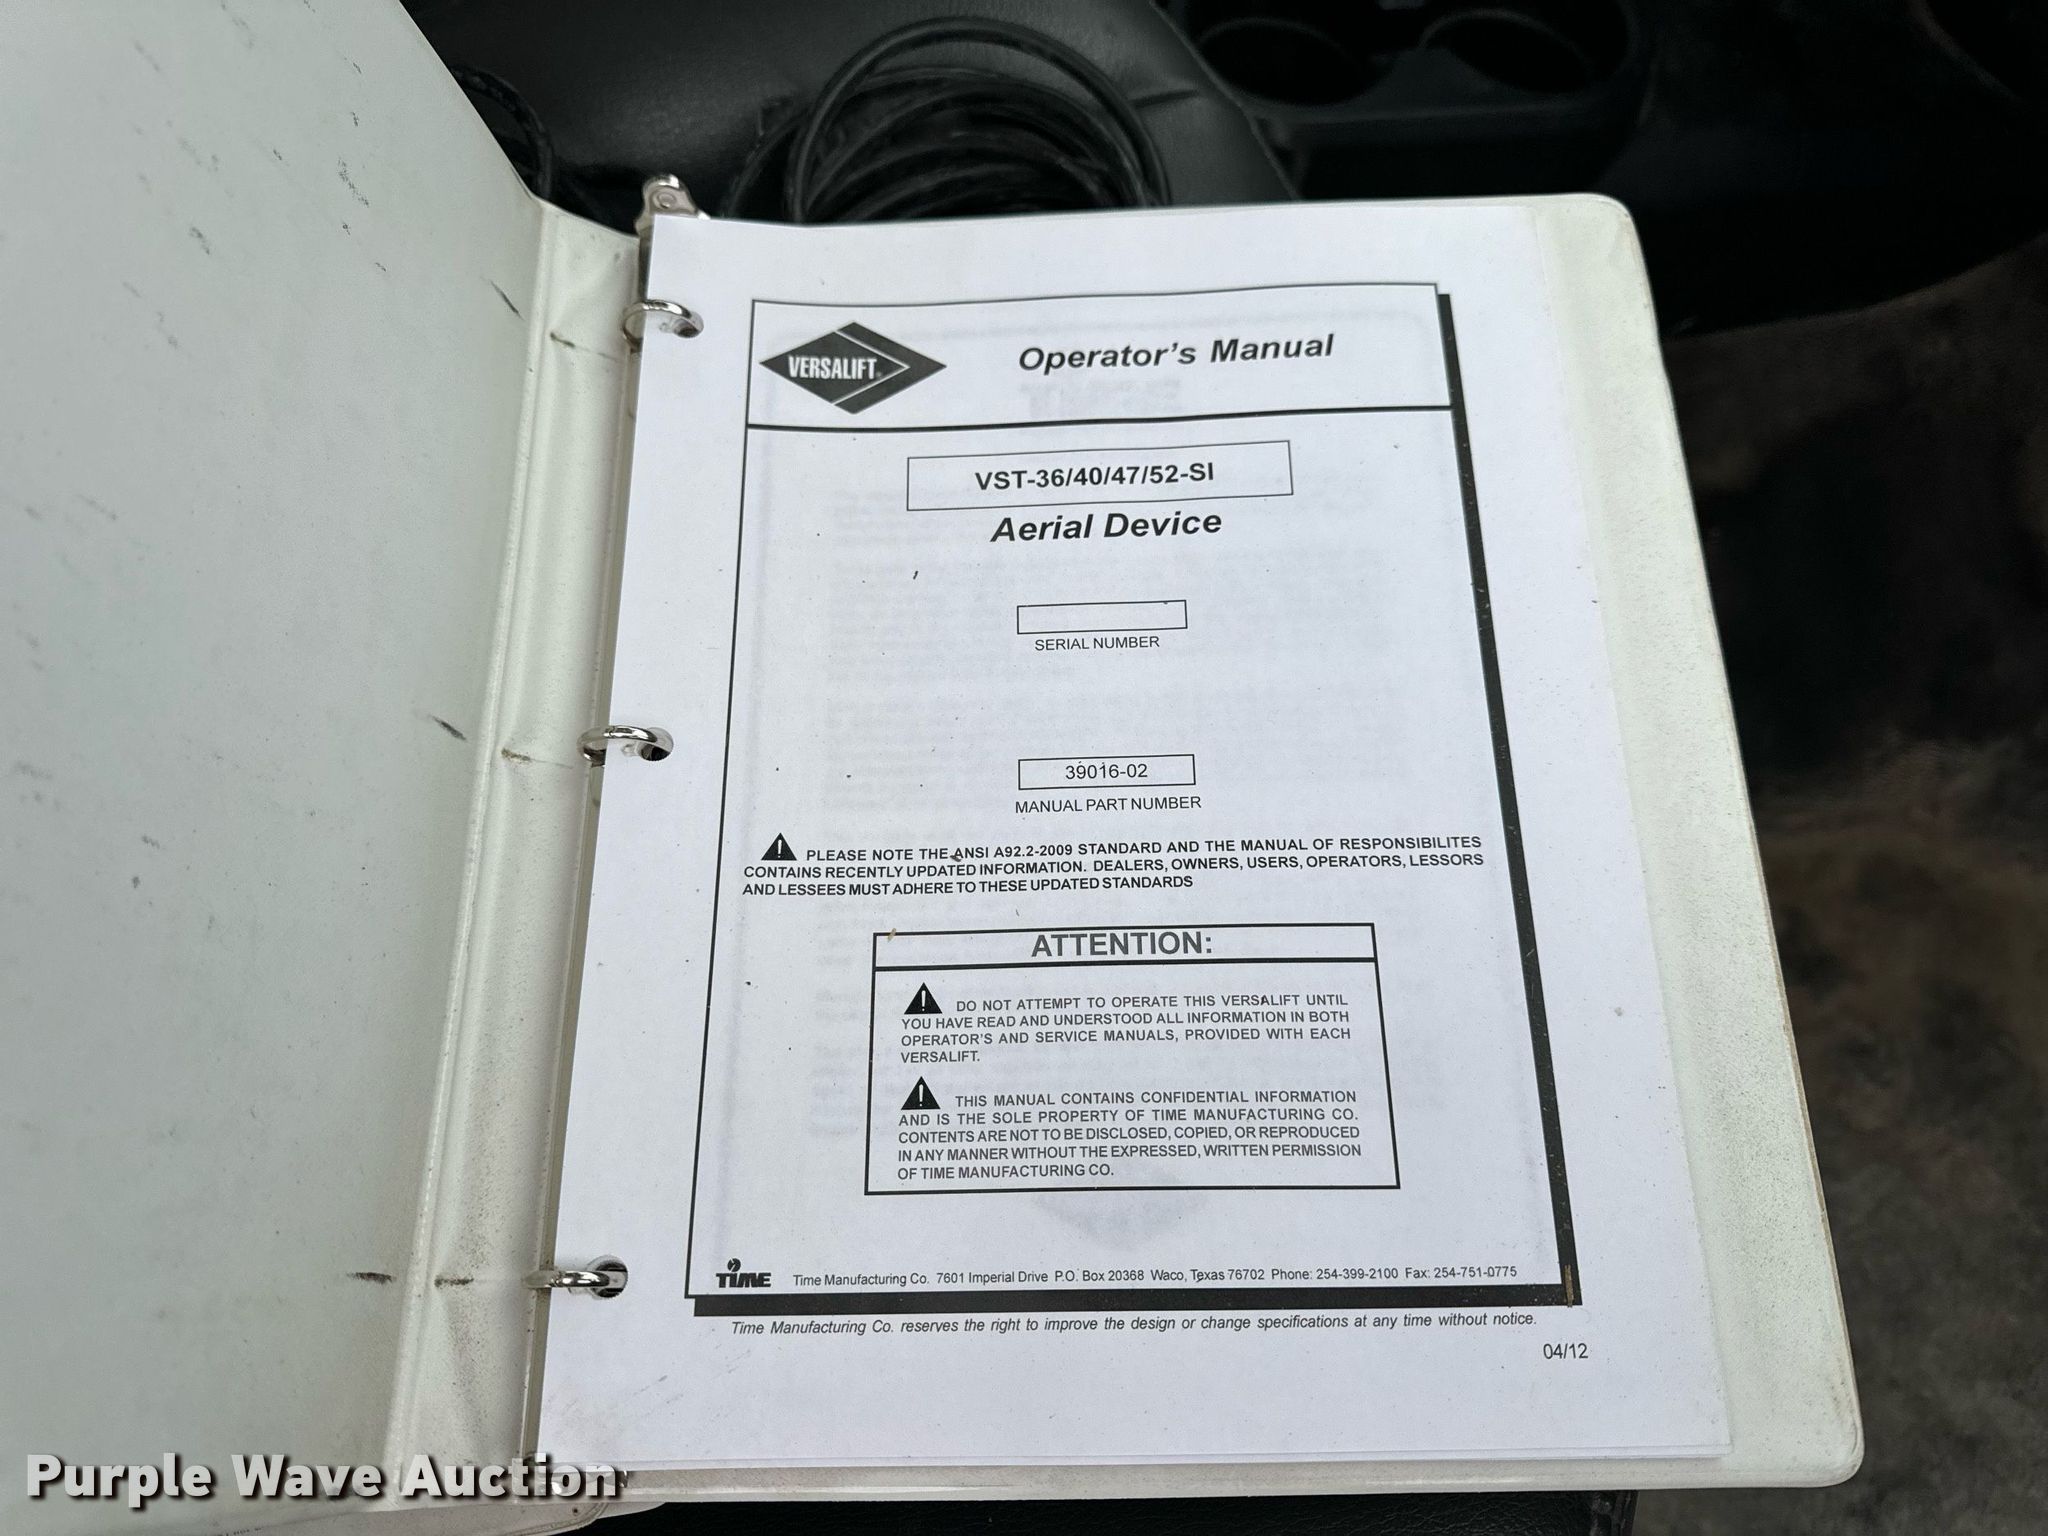 VERSALIFT
Operator's Manual
VST-36/40/47/52-SI
Aerial Device
SERIAL NUMBER
39016-02
MANUAL PART NUMBER
PLEASE NOTE THE ANSI A92.2-2009 STANDARD AND THE MANUAL OF RESPONSIBILITES
CONTAINS RECENTLY UPDATED INFORMATION. DEALERS, OWNERS, USERS, OPERATORS, LESSORS
AND LESSEES MUST ADHERE TO THESE UPDATED STANDARDS
ATTENTION:
DO NOT ATTEMPT TO OPERATE THIS VERSALIFT UNTIL
YOU HAVE READ AND UNDERSTOOD ALL INFORMATION IN BOTH
OPERATOR'S AND SERVICE MANUALS, PROVIDED WITH EACH
VERSALIFT.
THIS MANUAL CONTAINS CONFIDENTIAL INFORMATION
AND IS THE SOLE PROPERTY OF TIME MANUFACTURING CO.
CONTENTS ARE NOT TO BE DISCLOSED, COPIED, OR REPRODUCED
IN ANY MANNER WITHOUT THE EXPRESSED, WRITTEN PERMISSION
OF TIME MANUFACTURING CO.
TIME Time Manufacturing Co. 7601 Imperial Drive P.O. Box 20368 Waco, Texas 76702 Phone: 254-399-2100 Fax: 254-751-0775
Time Manufacturing Co. reserves the right to improve the design or change specifications at any time without notice.
04/12
Purple Wave Auction